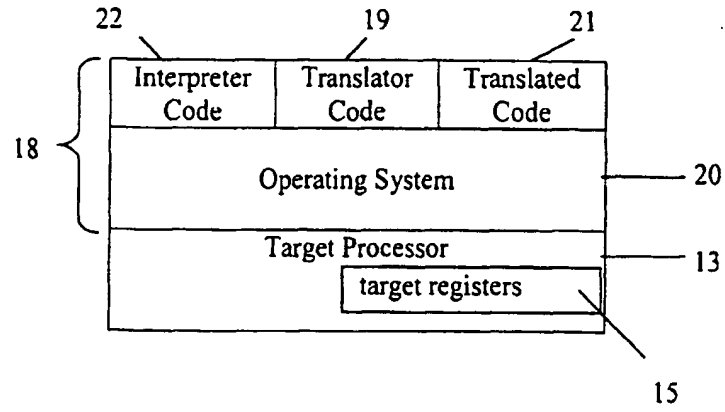 22 19 21
Interpreter Code
Translator Code
Translated Code
18
Operating System
20
Target Processor
13
target registers
15